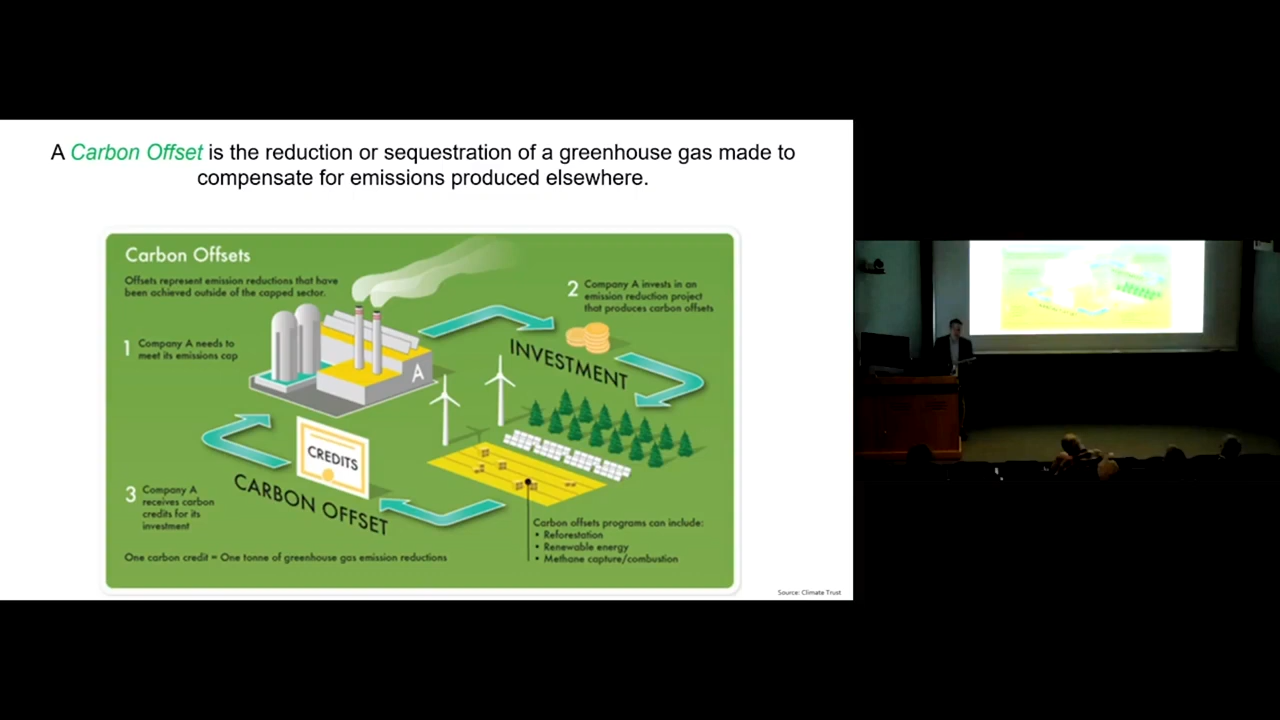 A Carbon Offset is the reduction or sequestration of a greenhouse gas made to
compensate for emissions produced elsewhere.
Carbon Offsets
Offsets represent emission reductions that have
been achieved outside of the capped sector.
1 Company A needs to
meet its emissions cap
A
2 Company A invests in an
emission reduction project
that produces carbon offsets
INVESTMENT
CREDITS
CARBON OFFSET
3 Company A
receives carbon
credits for its
investment
Carbon offsets programs can include:
• Reforestation
• Renewable energy
• Methane capture/combustion
One carbon credit = One tonne of greenhouse gas emission reductions
Source: Climate Trust